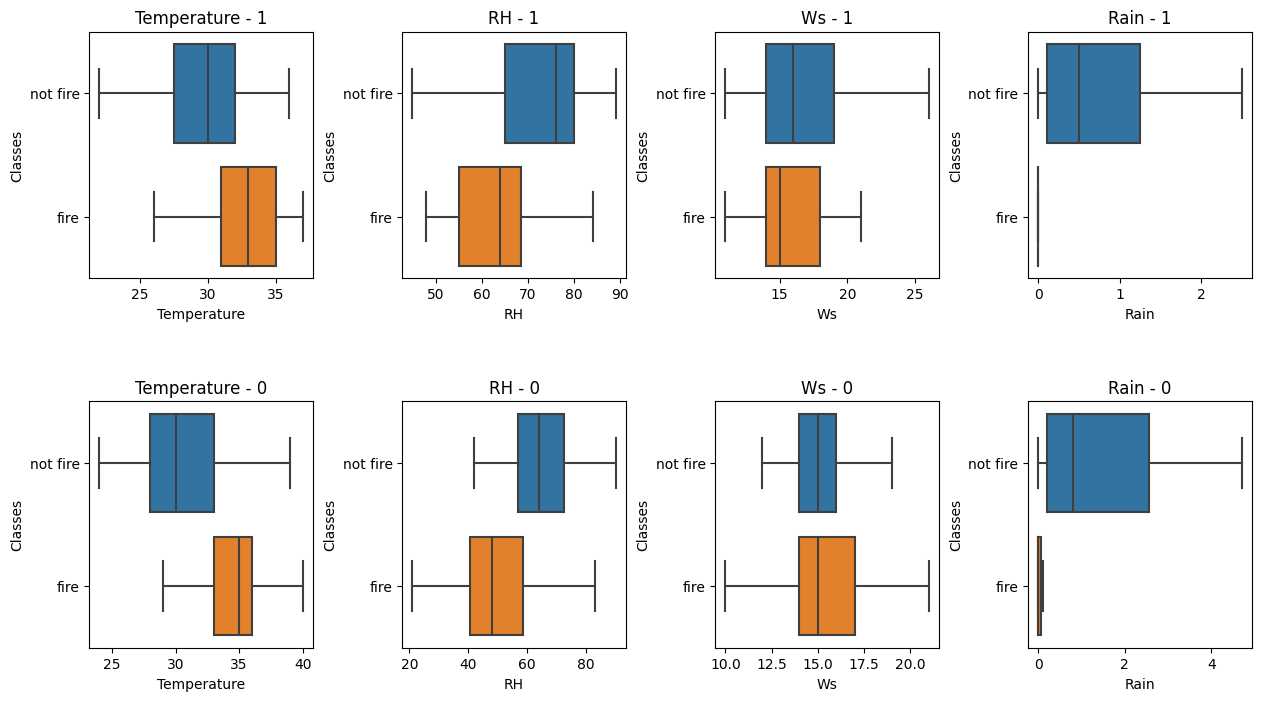 Temperature - 1
Classes
not fire
fire
25 30 35
Temperature
RH - 1
Classes
not fire
fire
50 60 70 80 90
RH
Ws - 1
Classes
not fire
fire
15 20 25
Ws
Rain - 1
Classes
not fire
fire
0 1 2
Rain
Temperature - 0
Classes
not fire
fire
25 30 35 40
Temperature
RH - 0
Classes
not fire
fire
20 40 60 80
RH
Ws - 0
Classes
not fire
fire
10.0 12.5 15.0 17.5 20.0
Ws
Rain - 0
Classes
not fire
fire
0 2 4
Rain